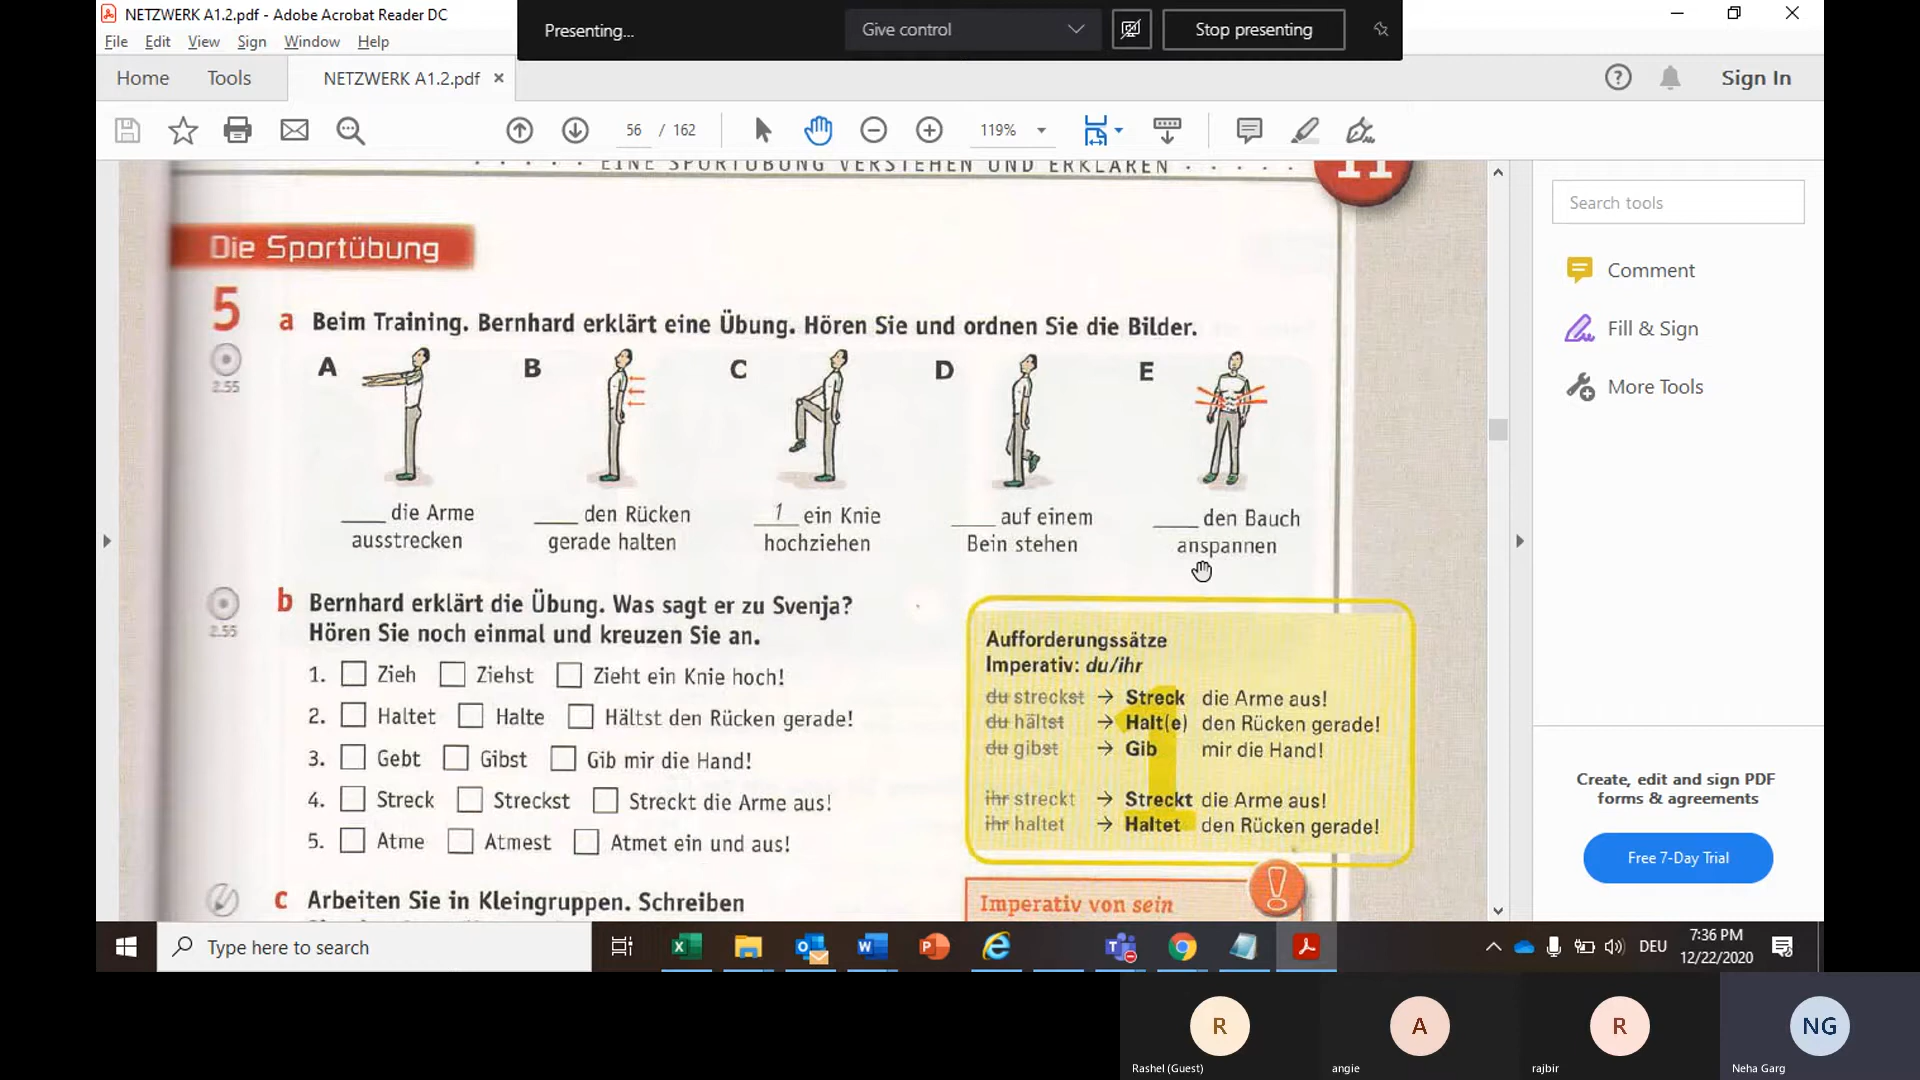 NETZWERK A1.2.pdf - Adobe Acrobat Reader DC
File Edit View Sign Window Help
Presenting...
Give control
Stop presenting
Home Tools NETZWERK A1.2.pdf ×
Sign In
56 / 162
119%
EINE SPORTÜBUNG VERSTEHEN UND ERKLÄREN
11
Die Sportübung
5
a Beim Training. Bernhard erklärt eine Übung. Hören Sie und ordnen Sie die Bilder.
2.55
A B C D E
____ die Arme ausstrecken
____ den Rücken gerade halten
1 ein Knie hochziehen
____ auf einem Bein stehen
____ den Bauch anspannen
b Bernhard erklärt die Übung. Was sagt er zu Svenja?
2.55
Hören Sie noch einmal und kreuzen Sie an.
1. Zieh Ziehst Zieht ein Knie hoch!
2. Haltet Halte Hältst den Rücken gerade!
3. Gebt Gibst Gib mir die Hand!
4. Streck Streckst Streckt die Arme aus!
5. Atme Atmest Atmet ein und aus!
c Arbeiten Sie in Kleingruppen. Schreiben
Aufforderungssätze
Imperativ: du/ihr
du streckst → Streck die Arme aus!
du hältst → Halt(e) den Rücken gerade!
du gibst → Gib mir die Hand!
ihr streckt → Streckt die Arme aus!
ihr haltet → Haltet den Rücken gerade!
!
Imperativ von sein
Search tools
Comment
Fill & Sign
More Tools
Create, edit and sign PDF
forms & agreements
Free 7-Day Trial
Type here to search
DEU
7:36 PM
12/22/2020
R
Rashel (Guest)
A
angie
R
rajbir
NG
Neha Garg